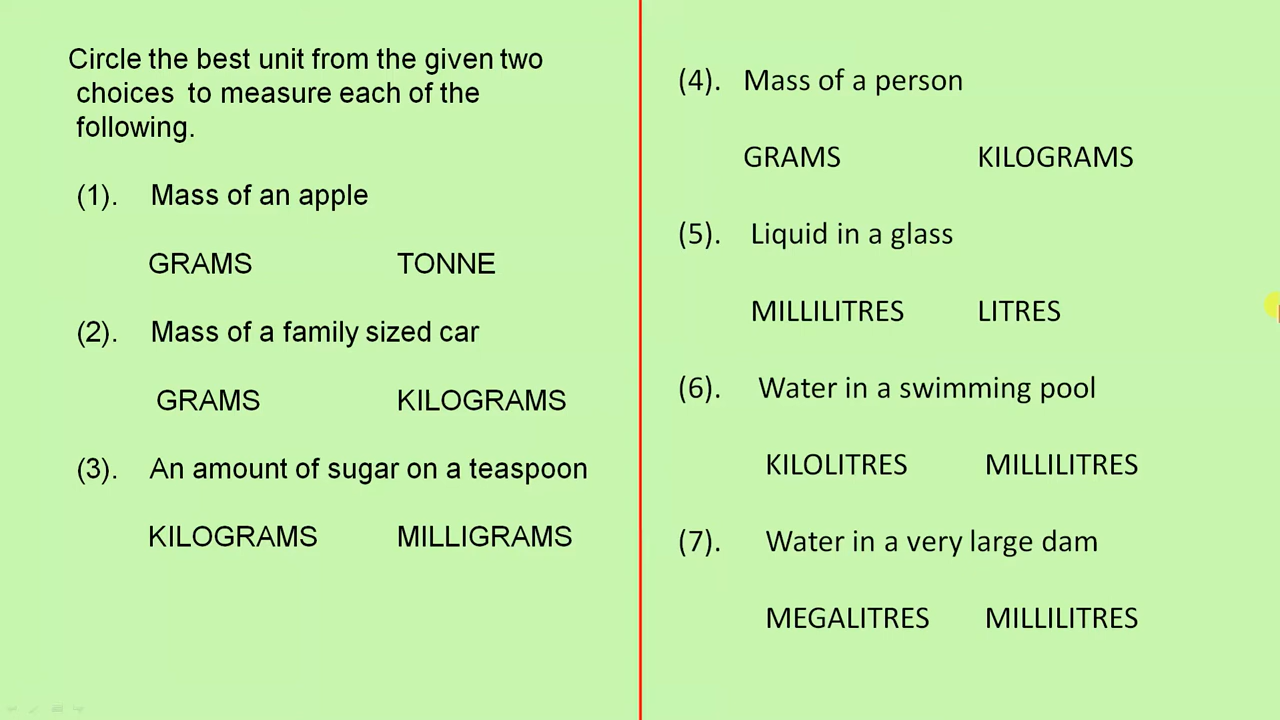 Circle the best unit from the given two
choices to measure each of the
following.
(1). Mass of an apple
GRAMS TONNE
(2). Mass of a family sized car
GRAMS KILOGRAMS
(3). An amount of sugar on a teaspoon
KILOGRAMS MILLIGRAMS
(4). Mass of a person
GRAMS KILOGRAMS
(5). Liquid in a glass
MILLILITRES LITRES
(6). Water in a swimming pool
KILOLITRES MILLILITRES
(7). Water in a very large dam
MEGALITRES MILLILITRES